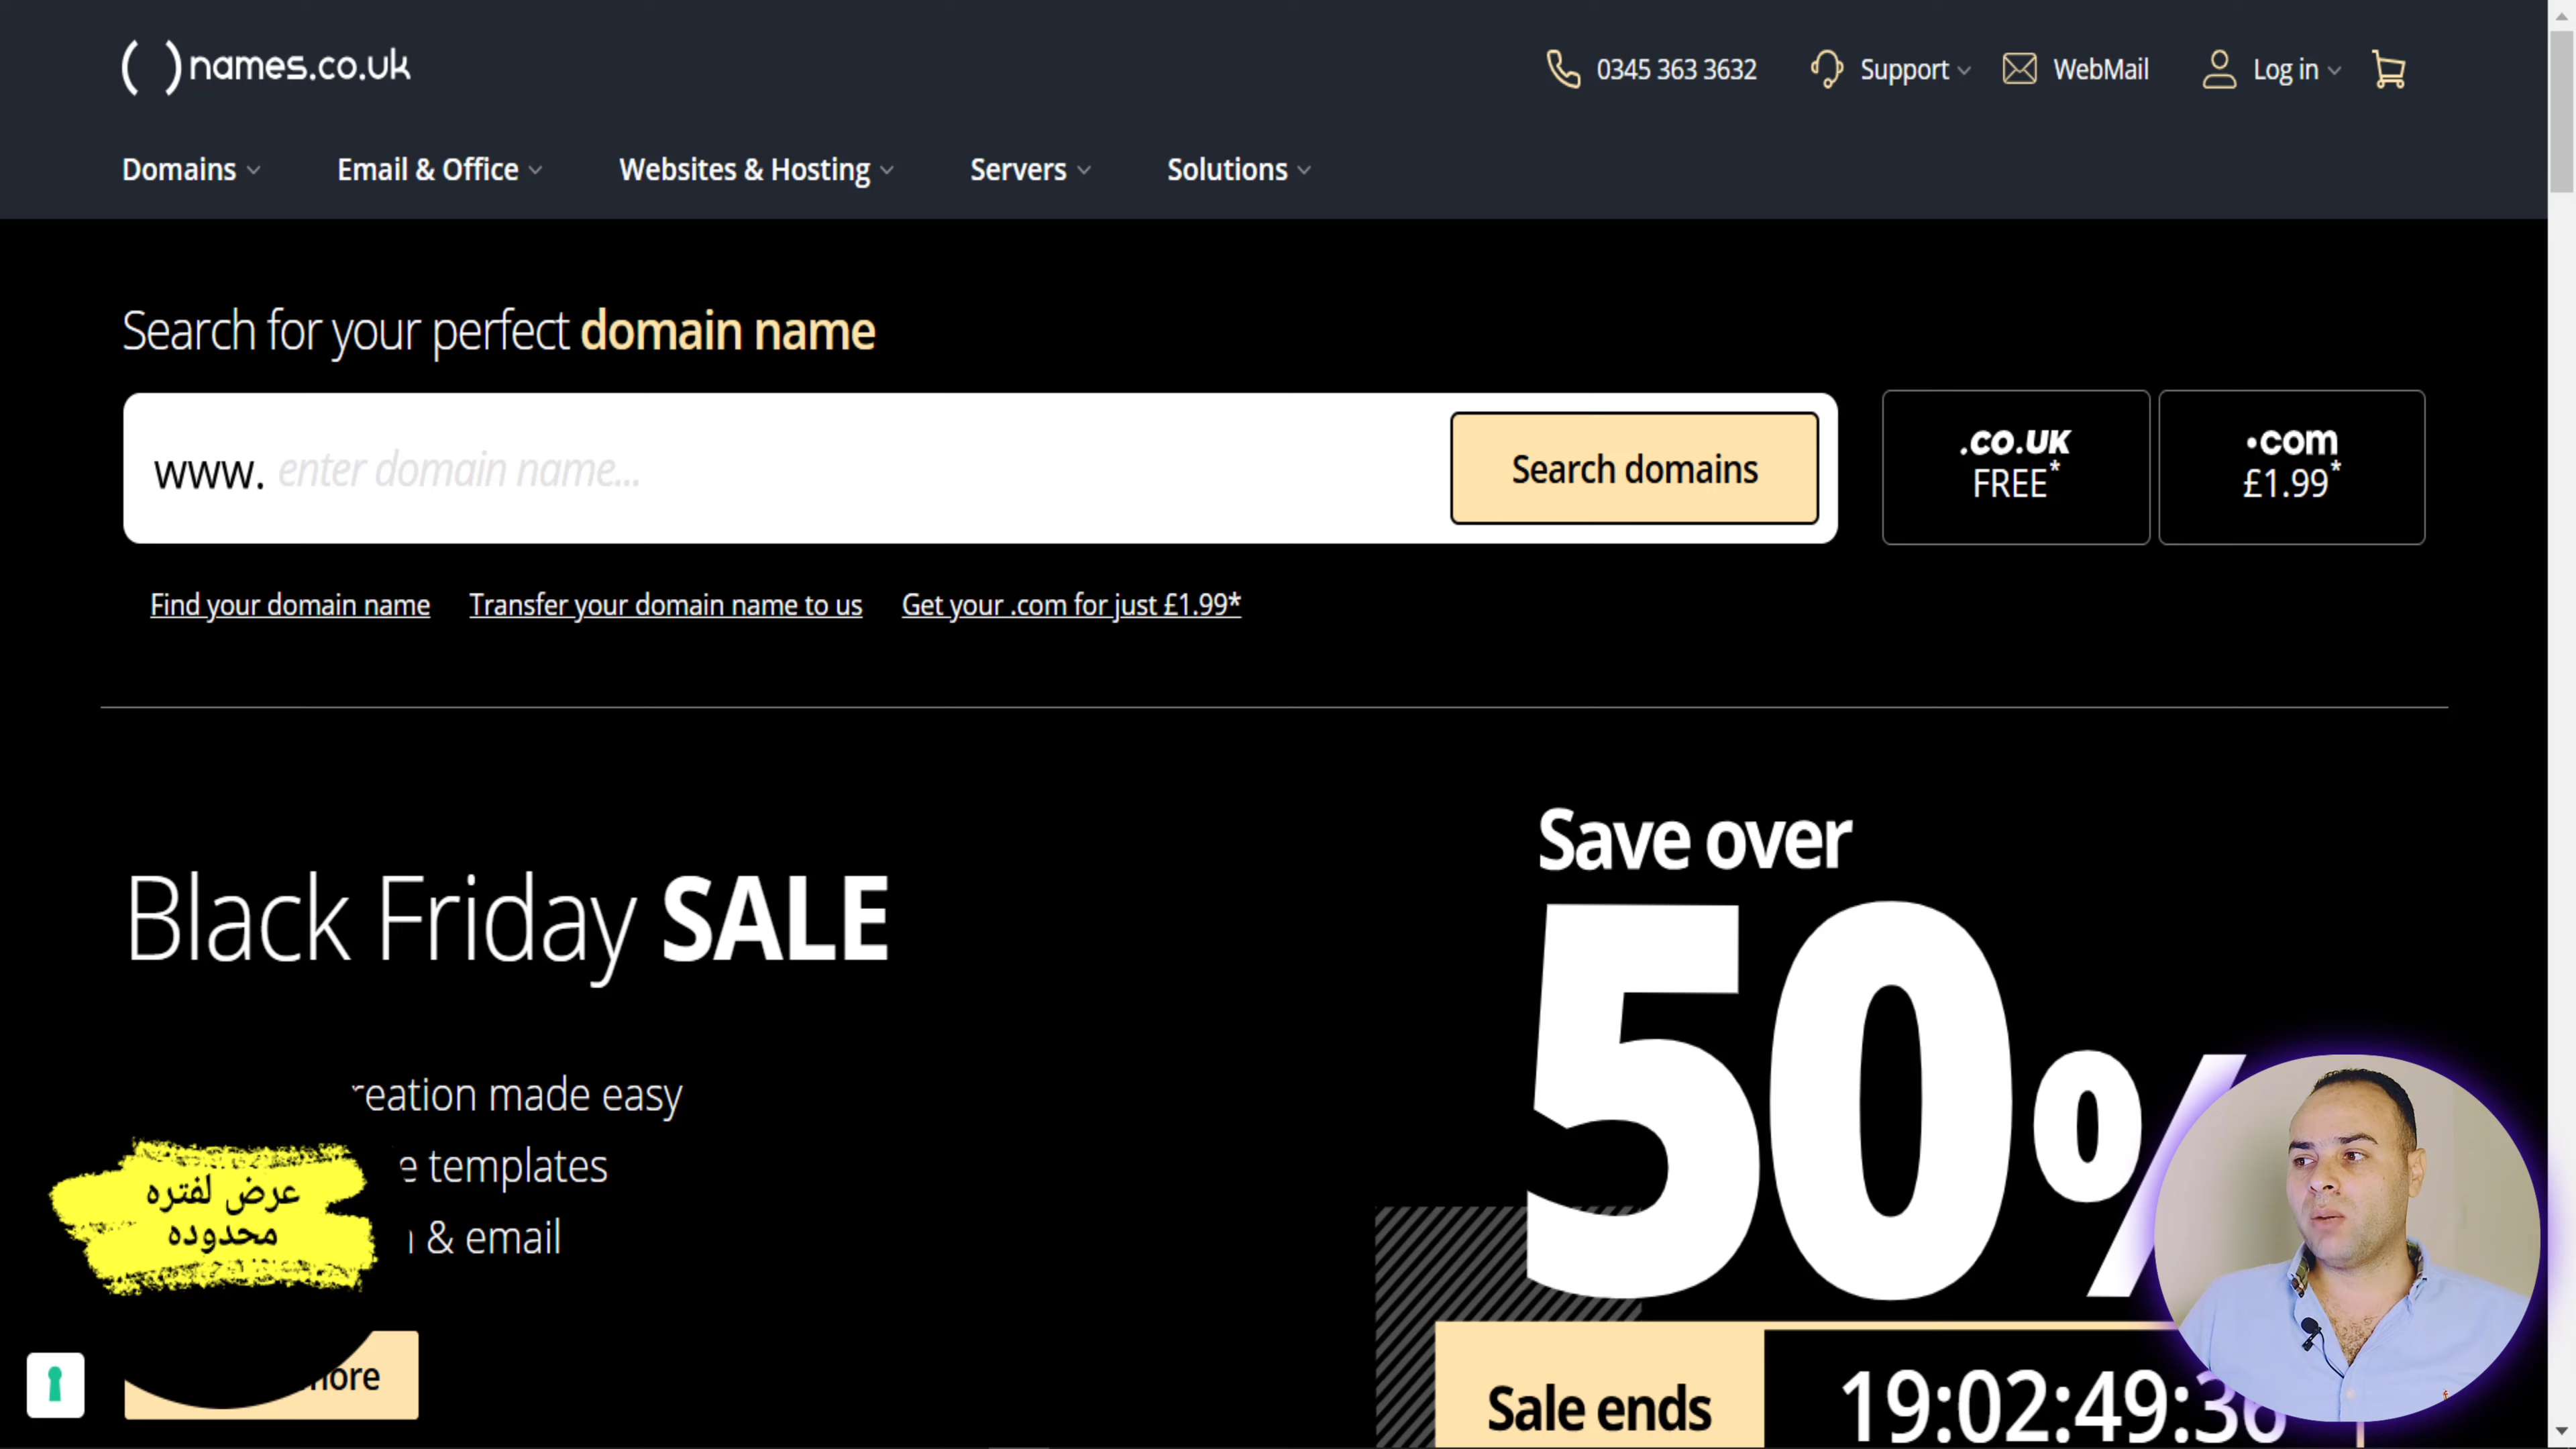 names.co.uk
0345 363 3632
Support
WebMail
Log in
Domains
Email & Office
Websites & Hosting
Servers
Solutions
Search for your perfect domain name
www. enter domain name...
Search domains
.co.uk
FREE*
.com
£1.99*
Find your domain name
Transfer your domain name to us
Get your .com for just £1.99*
Black Friday SALE
Save over
50%
made easy
templates
& email
عرض لفتره
محدوده
Sale ends
19:02:49:36